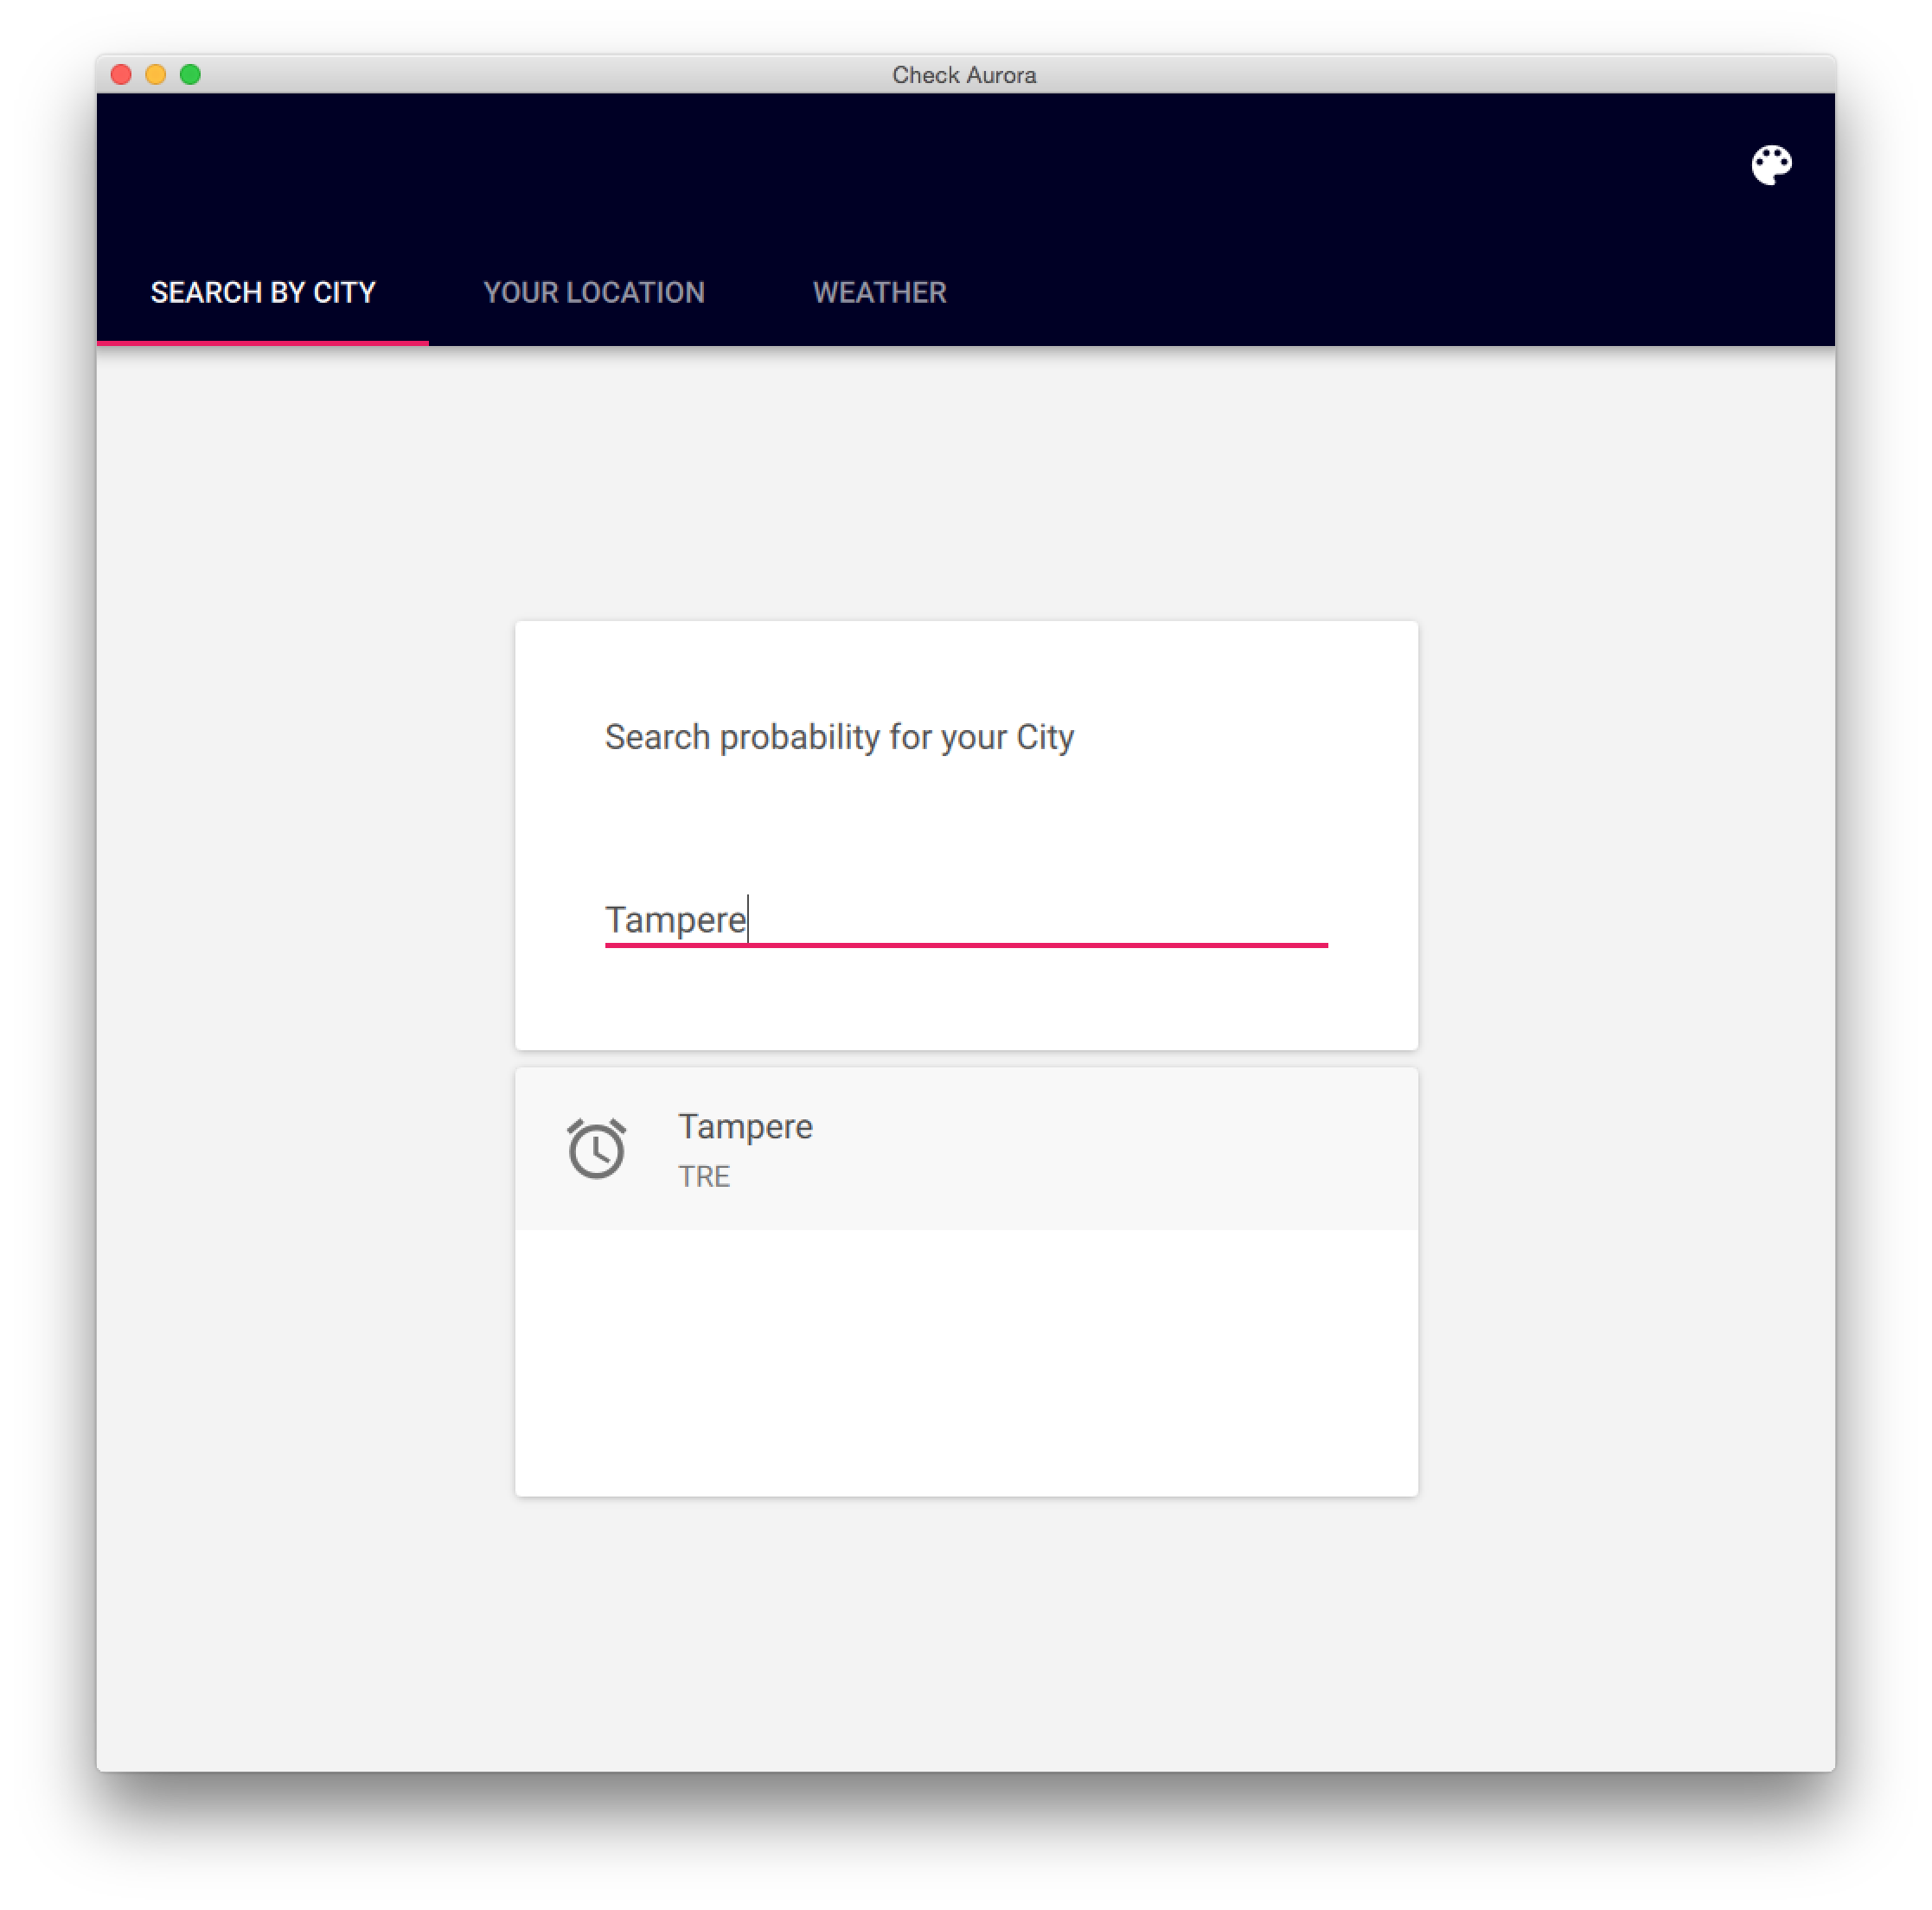 Check Aurora
SEARCH BY CITY YOUR LOCATION WEATHER
Search probability for your City
Tampere
Tampere
TRE